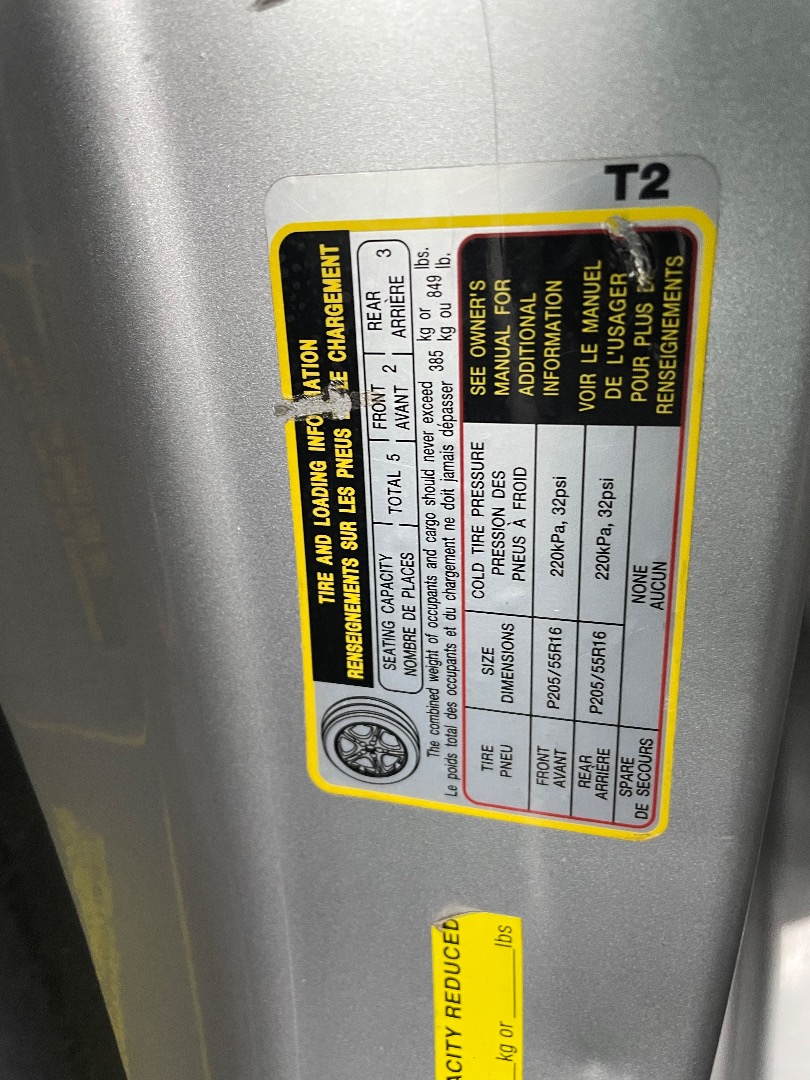 T2
TIRE AND LOADING INFO
RENSEIGNEMENTS SUR LES PNEUS LE CHARGEMENT
SEATING CAPACITY TOTAL 5 FRONT 2 REAR 3
NOMBRE DE PLACES AVANT ARRIÈRE
The combined weight of occupants and cargo should never exceed 385 kg or 849 lbs.
Le poids total des occupants et du chargement ne doit jamais dépasser kg ou lb.
TIRE SIZE COLD TIRE PRESSURE
PNEU DIMENSIONS PRESSION DES
PNEUS À FROID
FRONT P205/55R16 220kPa, 32psi
AVANT
REAR P205/55R16 220kPa, 32psi
ARRIÈRE
SPARE NONE
DE SECOURS AUCUN
SEE OWNER'S
MANUAL FOR
ADDITIONAL
INFORMATION
VOIR LE MANUEL
DE L'USAGER
POUR PLUS
RENSEIGNEMENTS
ACITY REDUCED
kg or lbs